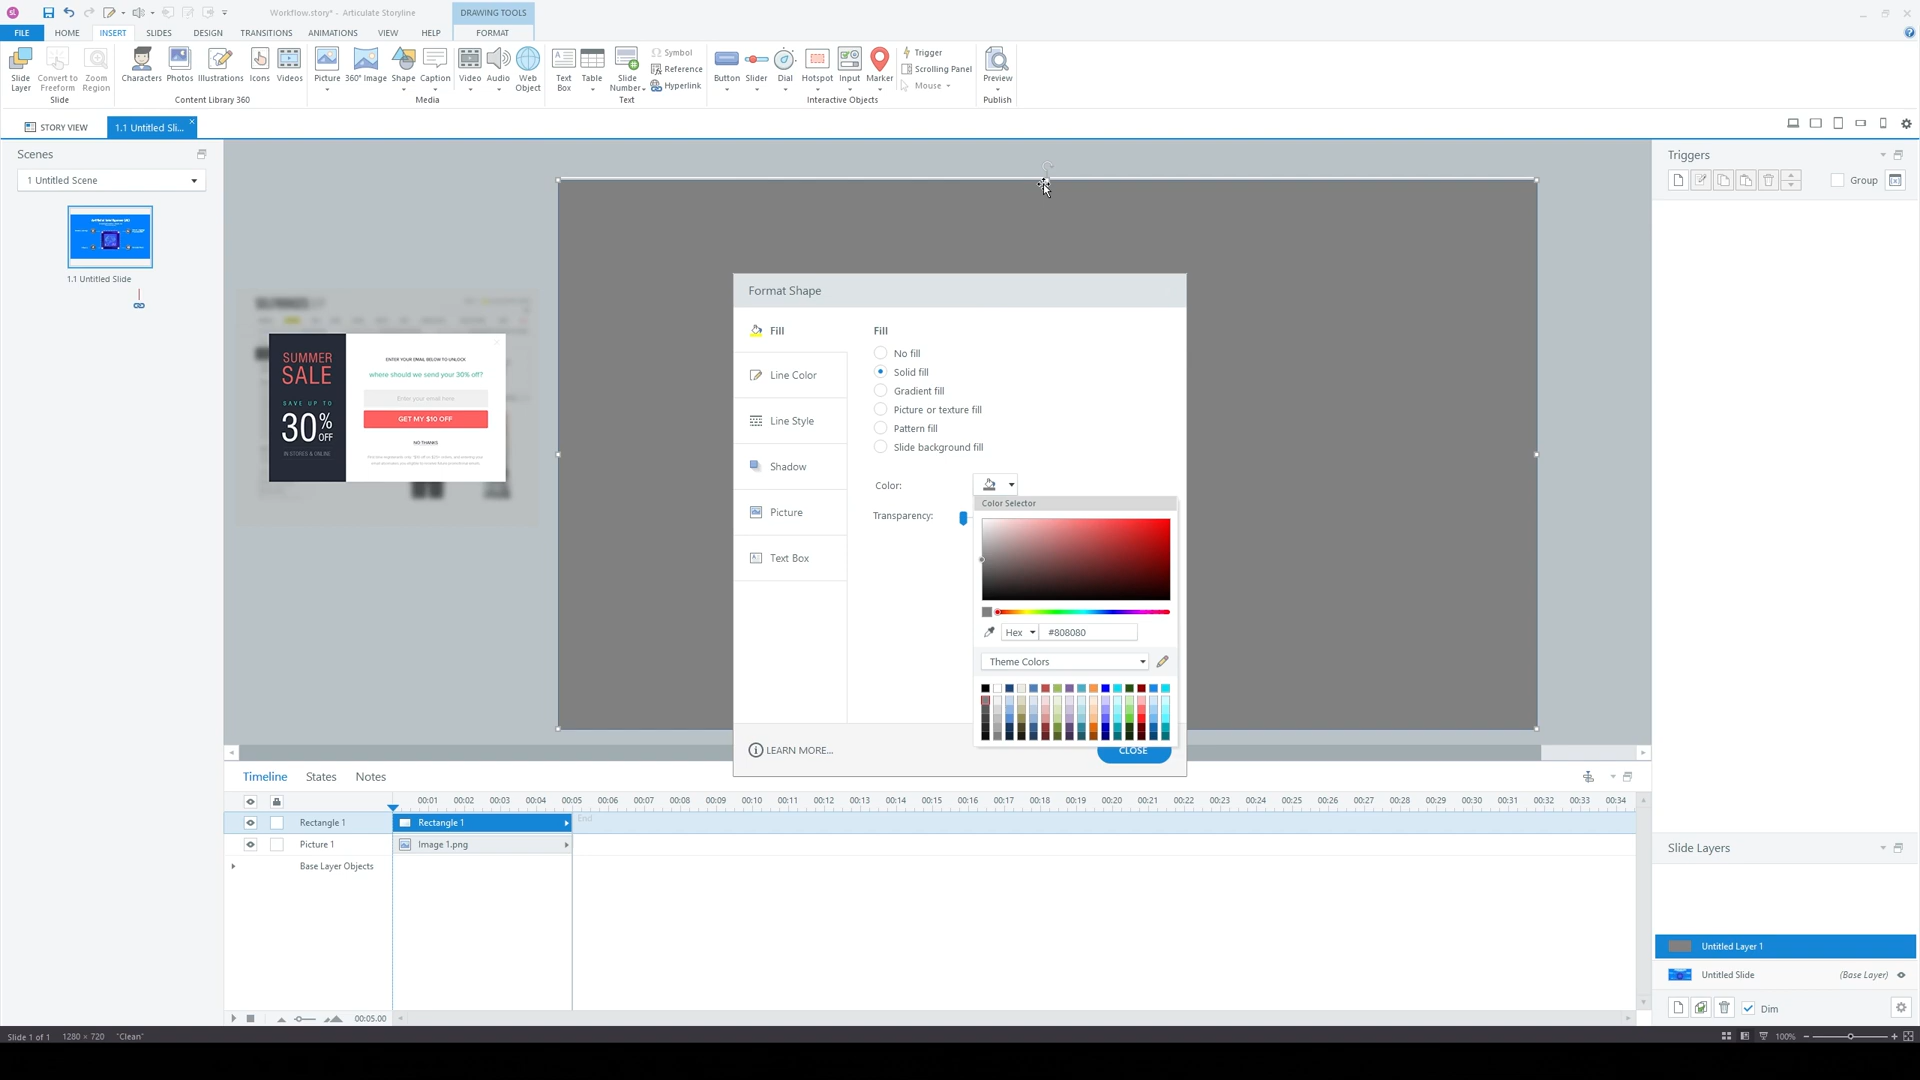 Workflow.story* - Articulate Storyline
DRAWING TOOLS
FILE HOME INSERT SLIDES DESIGN TRANSITIONS ANIMATIONS VIEW HELP FORMAT
Slide Layer
Convert to Freeform
Zoom Region
Slide
Characters
Photos
Illustrations
Icons
Videos
Content Library 360
Picture
360° Image
Shape
Caption
Video
Audio
Web Object
Media
Text Box
Table
Slide Number
Symbol
Reference
Hyperlink
Text
Button
Slider
Dial
Hotspot
Input
Marker
Trigger
Scrolling Panel
Mouse
Interactive Objects
Preview
Publish
STORY VIEW
1.1 Untitled Sli...
Scenes
1 Untitled Scene
1.1 Untitled Slide
SUMMER
SALE
SAVE UP TO
30% OFF
IN STORES & ONLINE
ENTER YOUR EMAIL BELOW TO UNLOCK
where should we send your 30% off?
Enter your email here
GET MY $10 OFF
NO THANKS
Format Shape
Fill
Line Color
Line Style
Shadow
Picture
Text Box
Fill
No fill
Solid fill
Gradient fill
Picture or texture fill
Pattern fill
Slide background fill
Color:
Transparency:
Color Selector
Hex
#808080
Theme Colors
LEARN MORE...
CLOSE
Triggers
Group
Timeline
States
Notes
00:01 00:02 00:03 00:04 00:05 00:06 00:07 00:08 00:09 00:10 00:11 00:12 00:13 00:14 00:15 00:16 00:17 00:18 00:19 00:20 00:21 00:22 00:23 00:24 00:25 00:26 00:27 00:28 00:29 00:30 00:31 00:32 00:33 00:34
Rectangle 1
Rectangle 1
End
Picture 1
Image 1.png
Base Layer Objects
00:05.00
Slide Layers
Untitled Layer 1
Untitled Slide
(Base Layer)
Dim
Slide 1 of 1
1280 × 720
"Clean"
100%